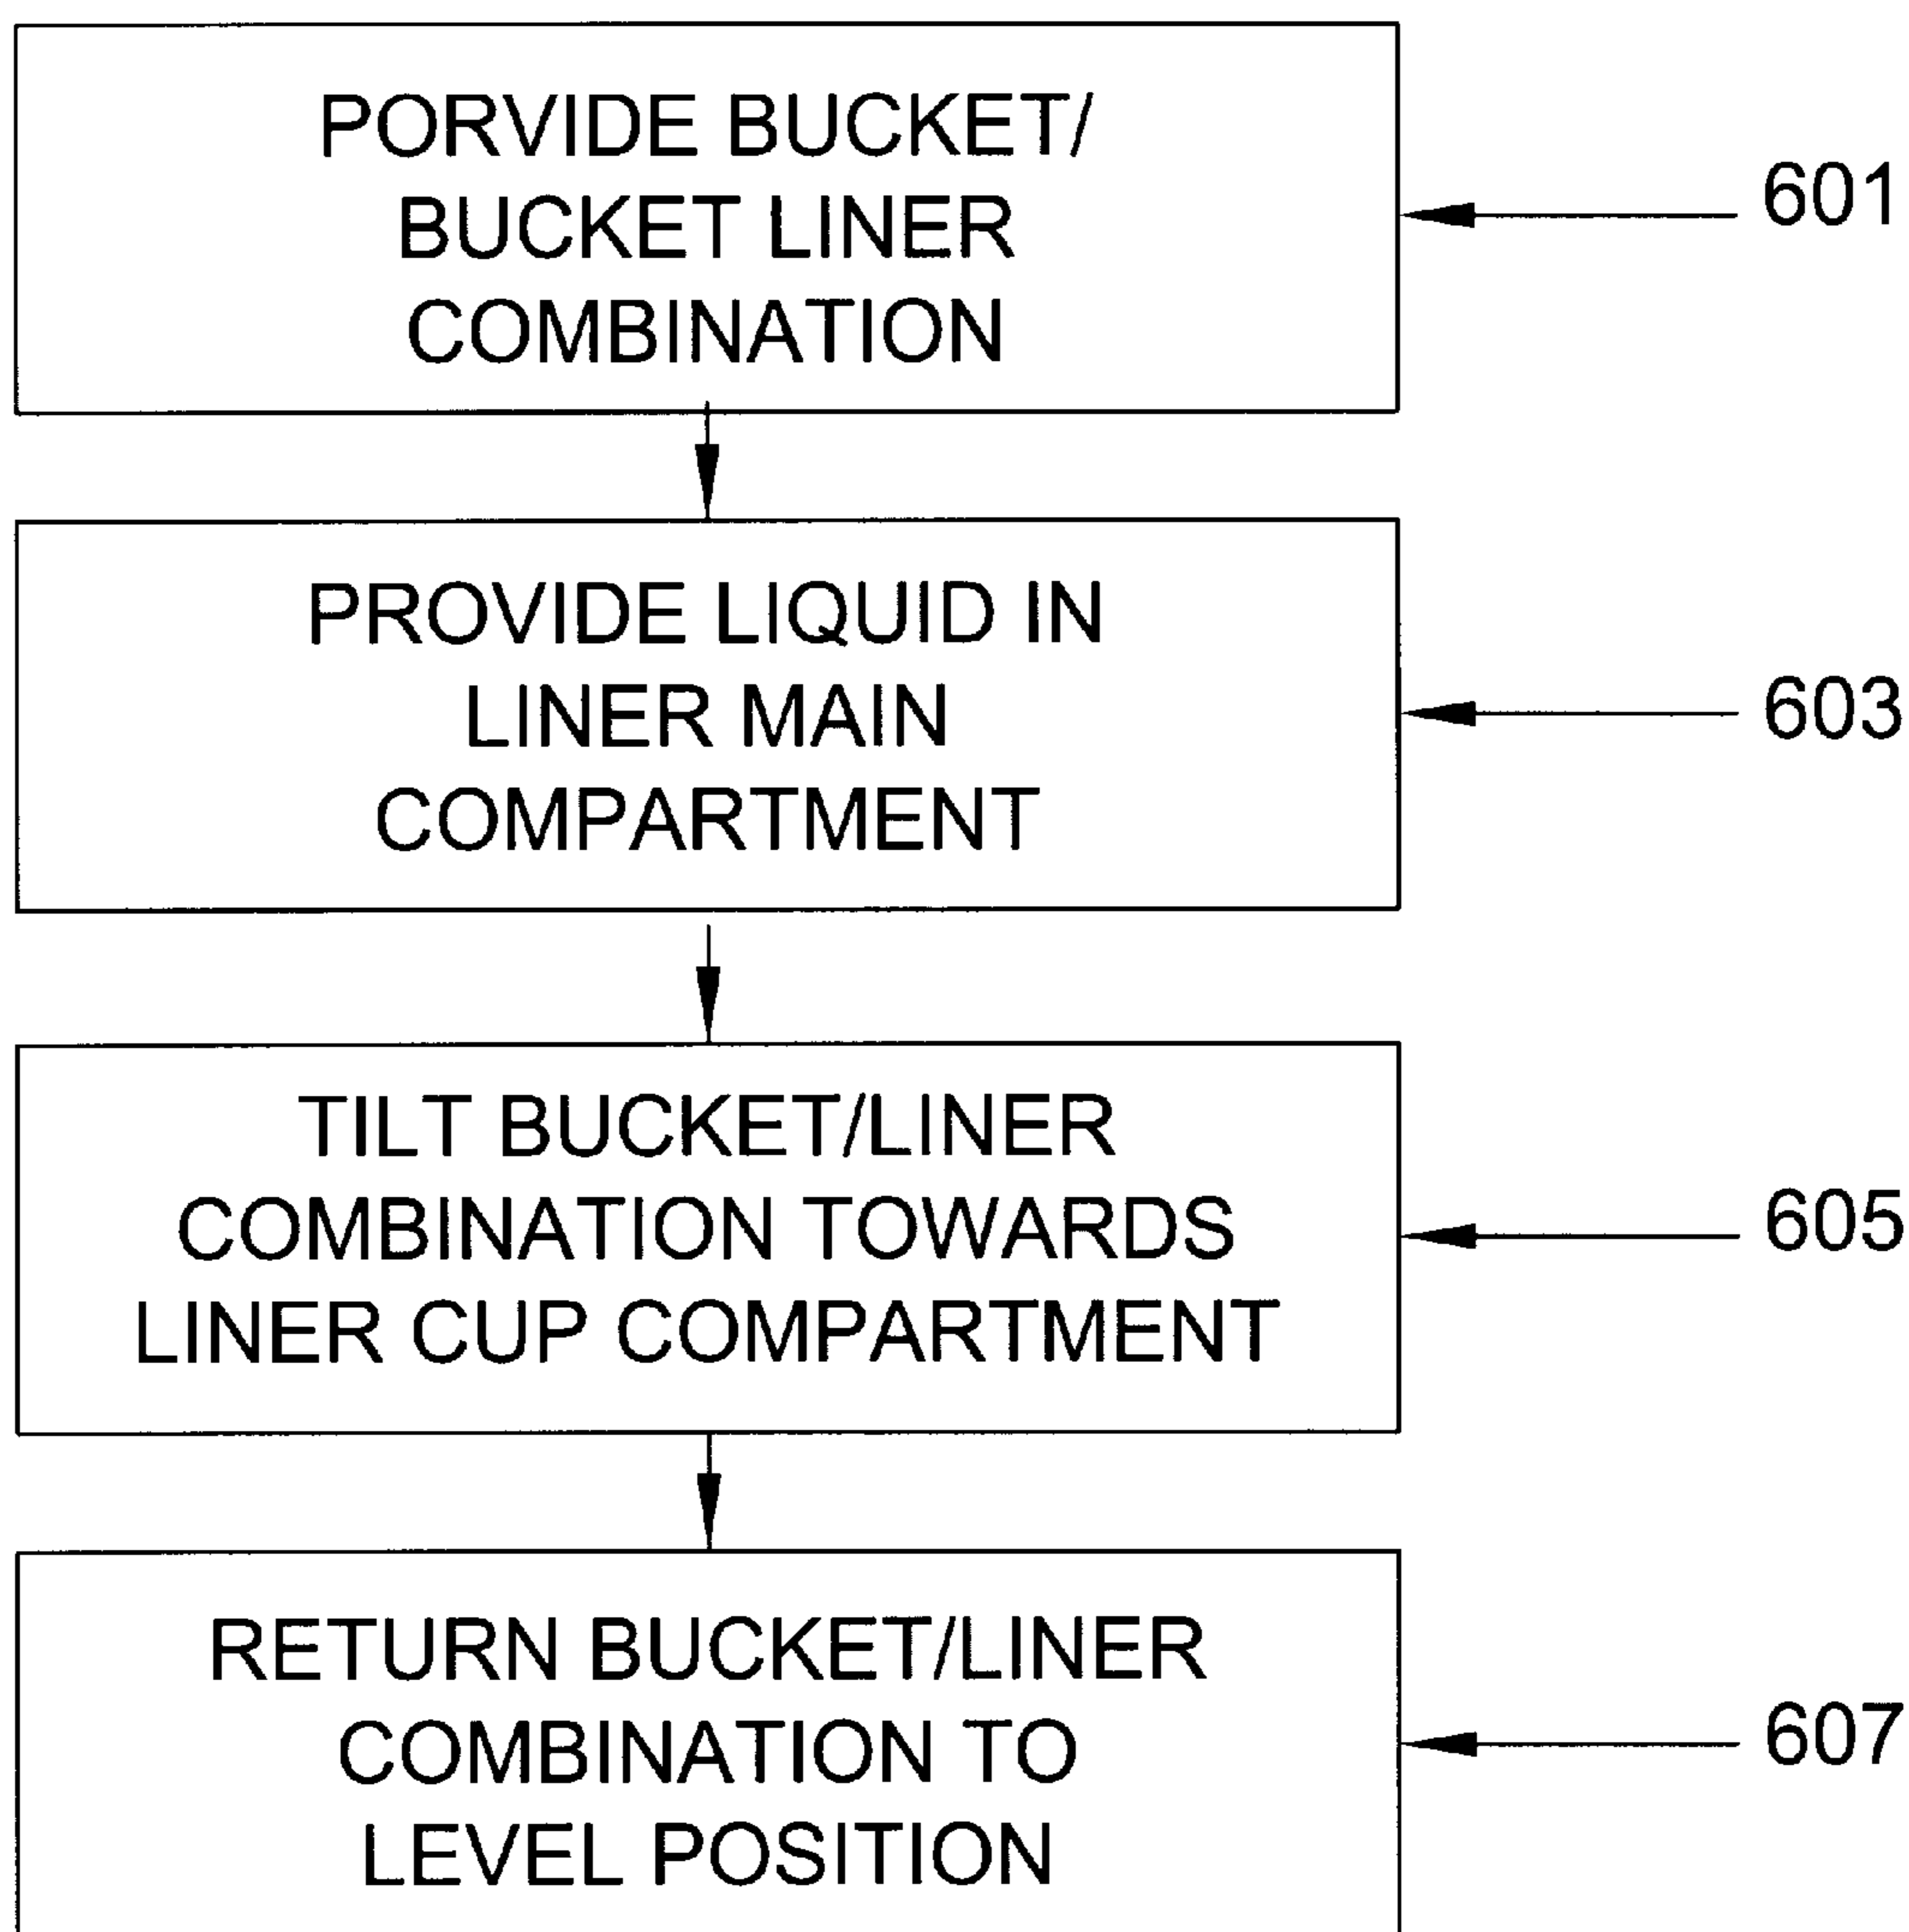 PORVIDE BUCKET/
BUCKET LINER
COMBINATION
601
PROVIDE LIQUID IN
LINER MAIN
COMPARTMENT
603
TILT BUCKET/LINER
COMBINATION TOWARDS
LINER CUP COMPARTMENT
605
RETURN BUCKET/LINER
COMBINATION TO
LEVEL POSITION
607